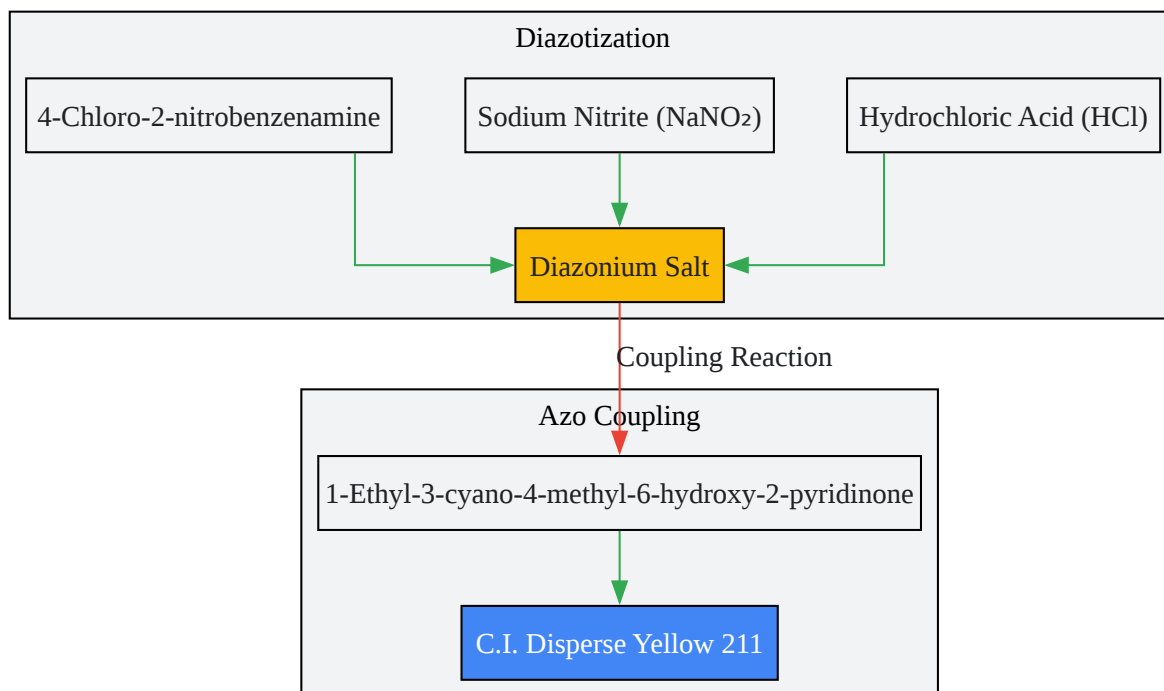 Diazotization
4-Chloro-2-nitrobenzenamine
Sodium Nitrite (NaNO₂)
Hydrochloric Acid (HCl)
Diazonium Salt
Coupling Reaction
Azo Coupling
1-Ethyl-3-cyano-4-methyl-6-hydroxy-2-pyridinone
C.I. Disperse Yellow 211